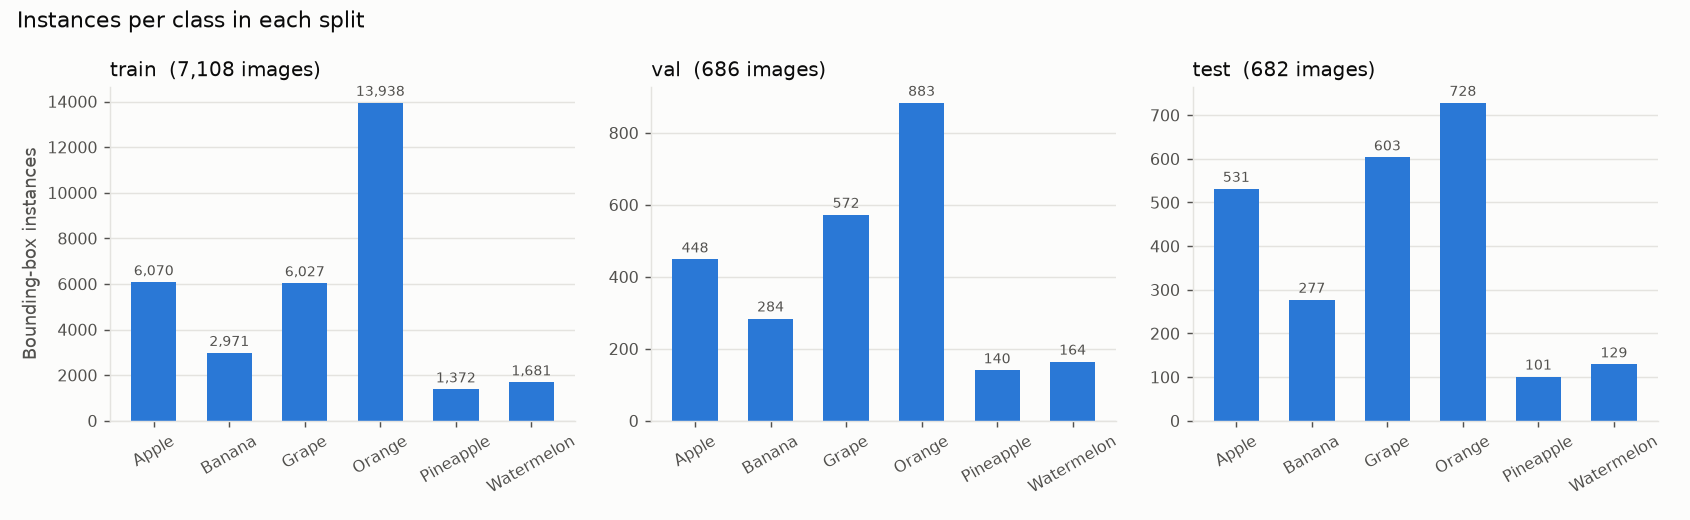 Instances per class in each split
train (7,108 images)
Bounding-box instances
14000
12000
10000
8000
6000
4000
2000
0
6,070
2,971
6,027
13,938
1,372
1,681
Apple
Banana
Grape
Orange
Pineapple
Watermelon
val (686 images)
800
600
400
200
0
448
284
572
883
140
164
Apple
Banana
Grape
Orange
Pineapple
Watermelon
test (682 images)
700
600
500
400
300
200
100
0
531
277
603
728
101
129
Apple
Banana
Grape
Orange
Pineapple
Watermelon